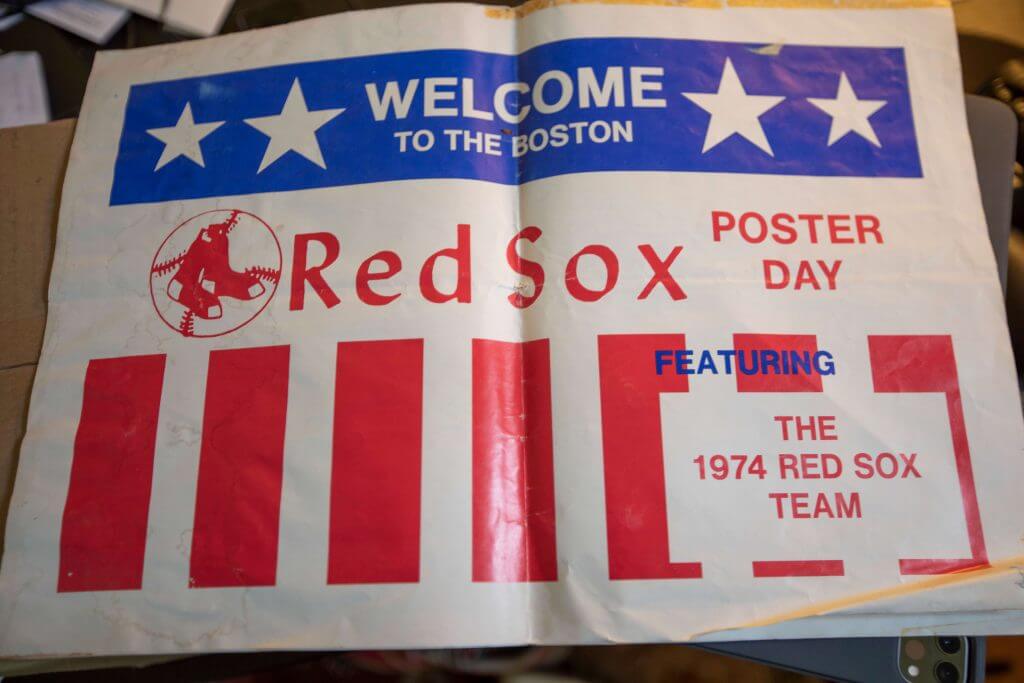 WELCOME
TO THE BOSTON
Red Sox
POSTER
DAY
FEATURING
THE
1974 RED SOX
TEAM